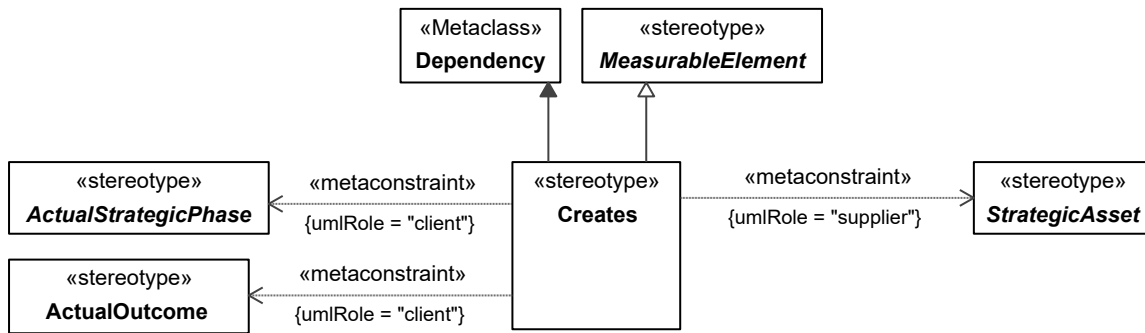 «Metaclass»
Dependency
«stereotype»
MeasurableElement
«stereotype»
ActualStrategicPhase
«metaconstraint»
{umlRole = "client"}
«stereotype»
Creates
«metaconstraint»
{umlRole = "supplier"}
«stereotype»
StrategicAsset
«stereotype»
ActualOutcome
«metaconstraint»
{umlRole = "client"}